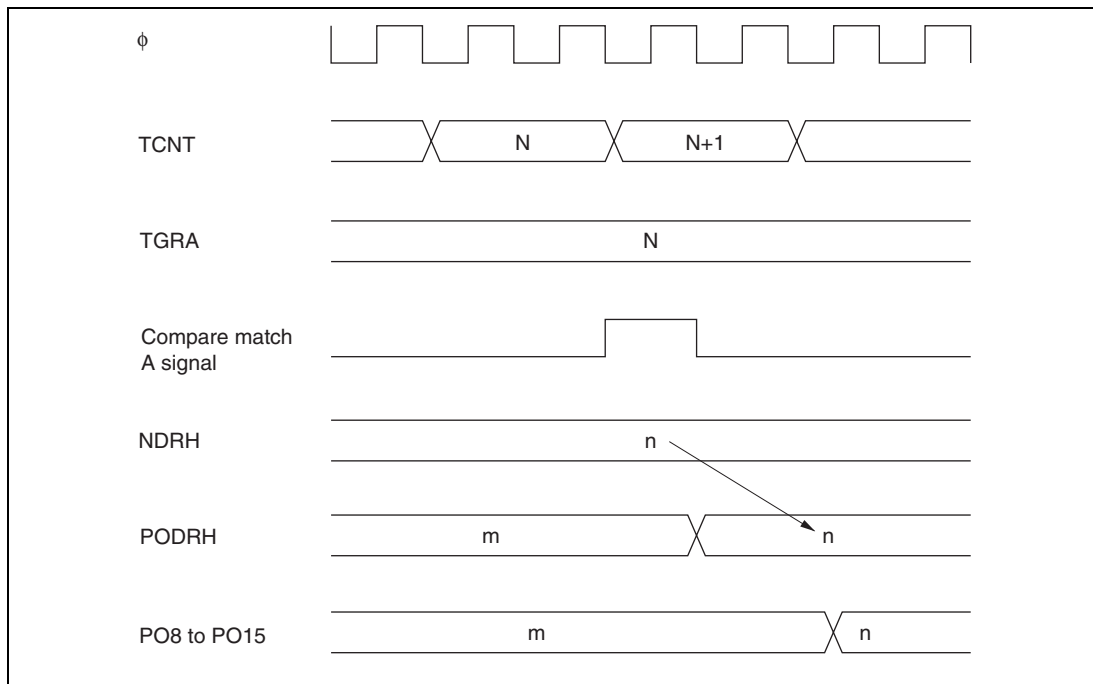 ϕ
TCNT
N
N+1
TGRA
N
Compare match
A signal
NDRH
n
PODRH
m
n
PO8 to PO15
m
n